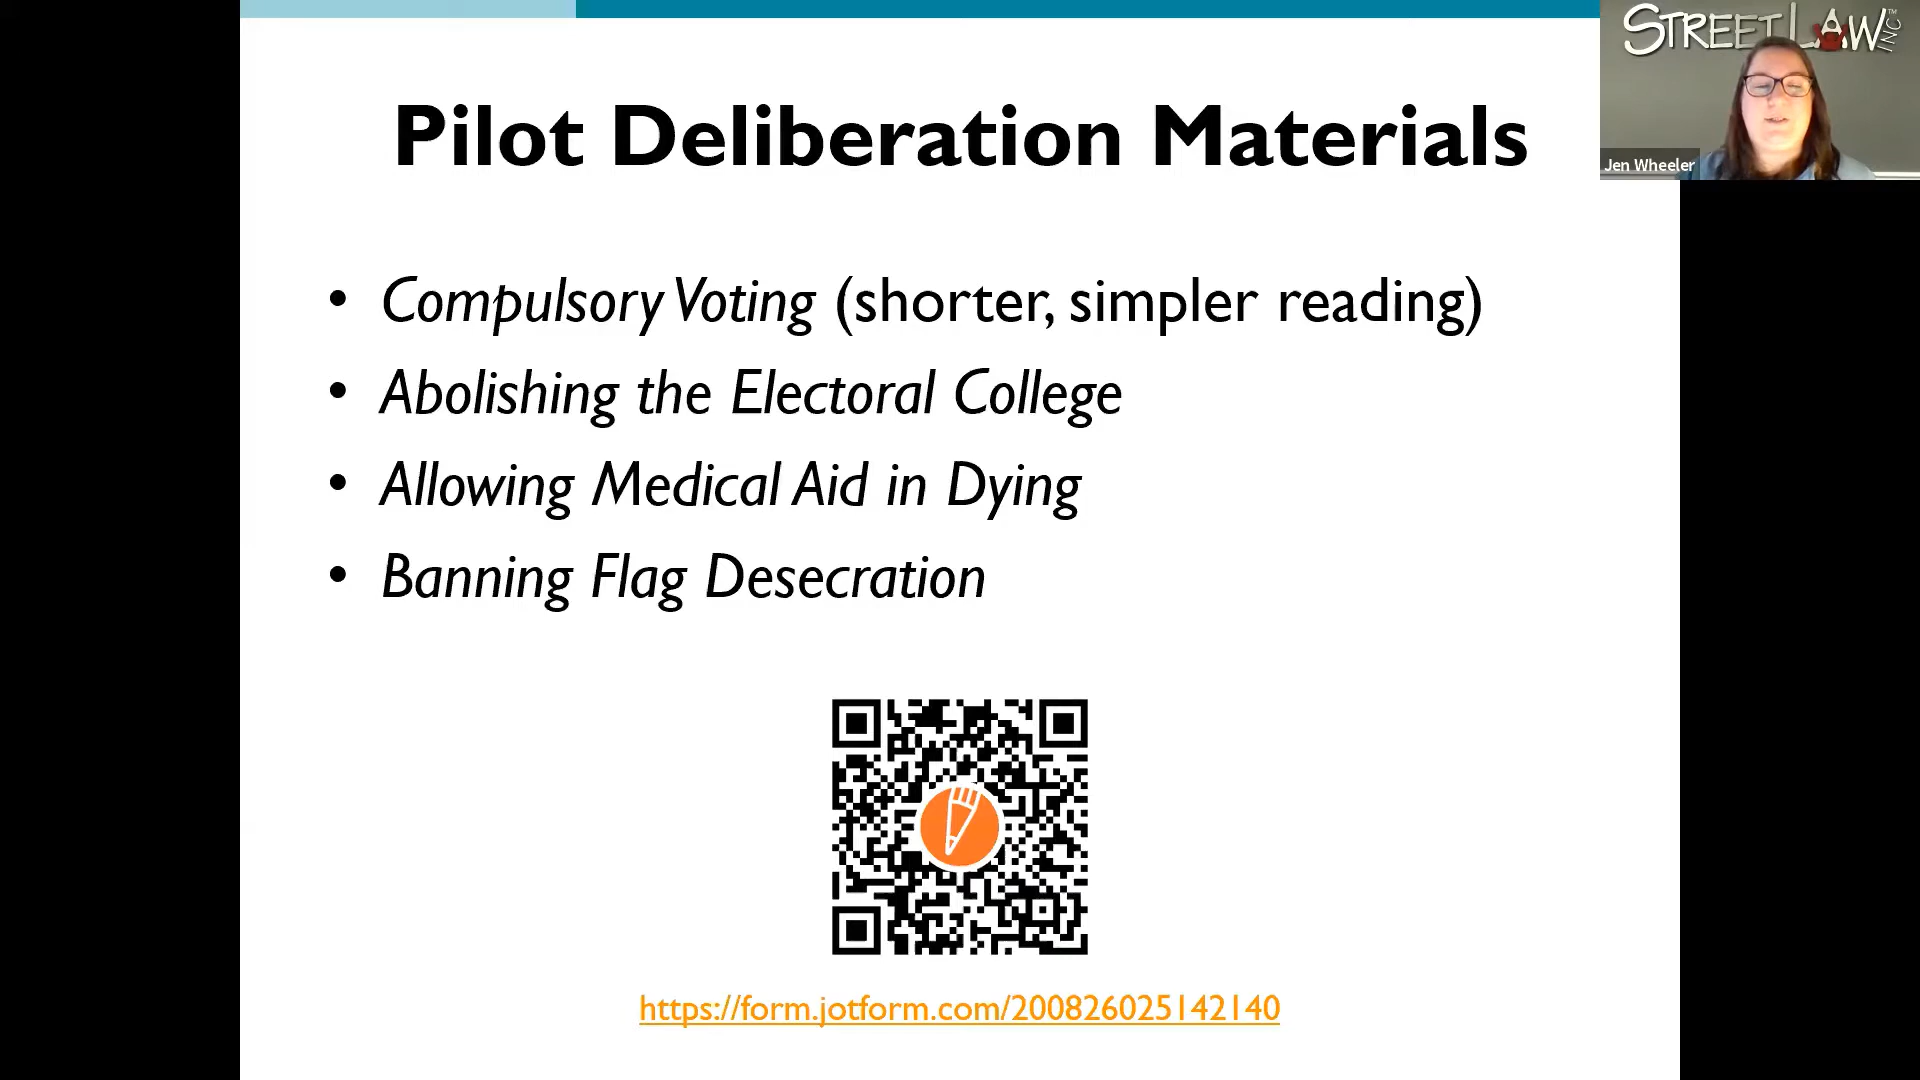 Pilot Deliberation Materials
STREET LAW INC™
Jen Wheeler
• Compulsory Voting (shorter, simpler reading)
• Abolishing the Electoral College
• Allowing Medical Aid in Dying
• Banning Flag Desecration
https://form.jotform.com/200826025142140